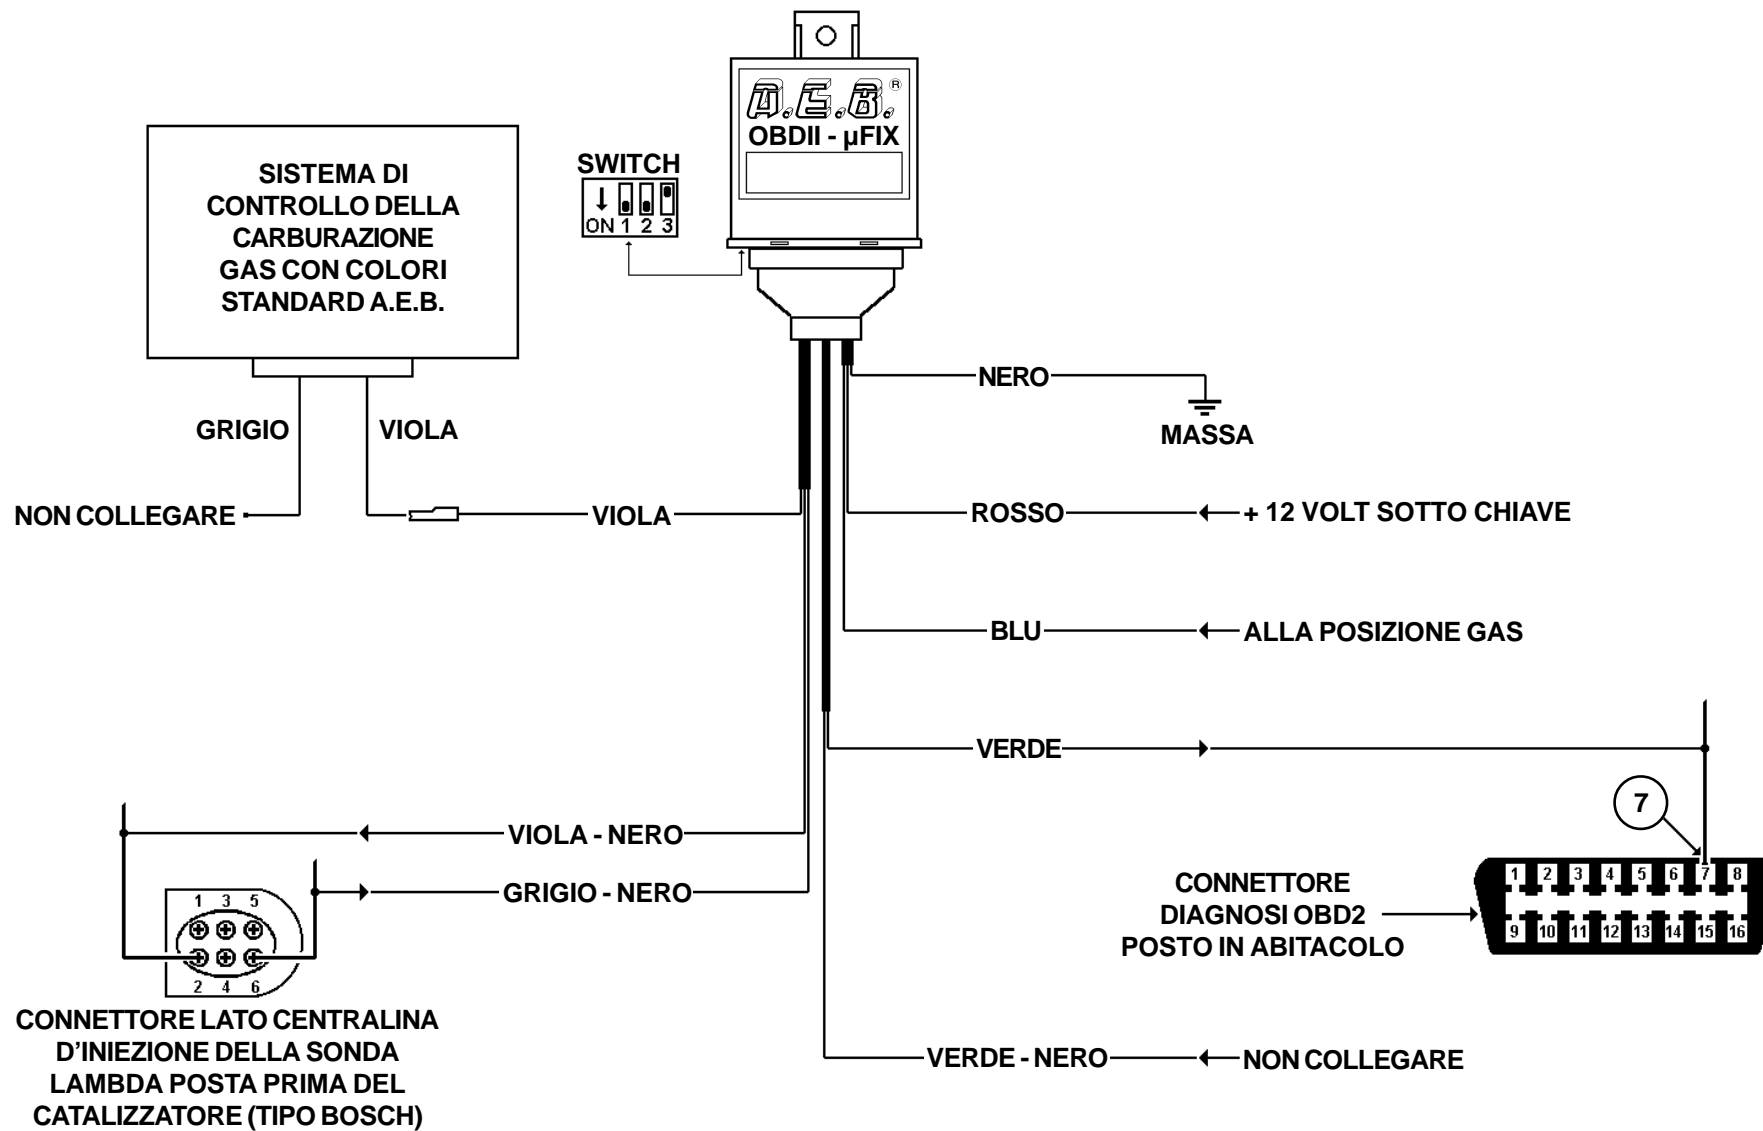 A.E.B.®
OBDII - µFIX
SWITCH
ON 1 2 3
SISTEMA DI
CONTROLLO DELLA
CARBURAZIONE
GAS CON COLORI
STANDARD A.E.B.
GRIGIO
VIOLA
NON COLLEGARE
VIOLA
NERO
MASSA
ROSSO
+ 12 VOLT SOTTO CHIAVE
BLU
ALLA POSIZIONE GAS
VERDE
7
VIOLA - NERO
GRIGIO - NERO
1 3 5
2 4 6
CONNETTORE LATO CENTRALINA
D'INIEZIONE DELLA SONDA
LAMBDA POSTA PRIMA DEL
CATALIZZATORE (TIPO BOSCH)
CONNETTORE
DIAGNOSI OBD2
POSTO IN ABITACOLO
1 2 3 4 5 6 7 8
9 10 11 12 13 14 15 16
VERDE - NERO
NON COLLEGARE